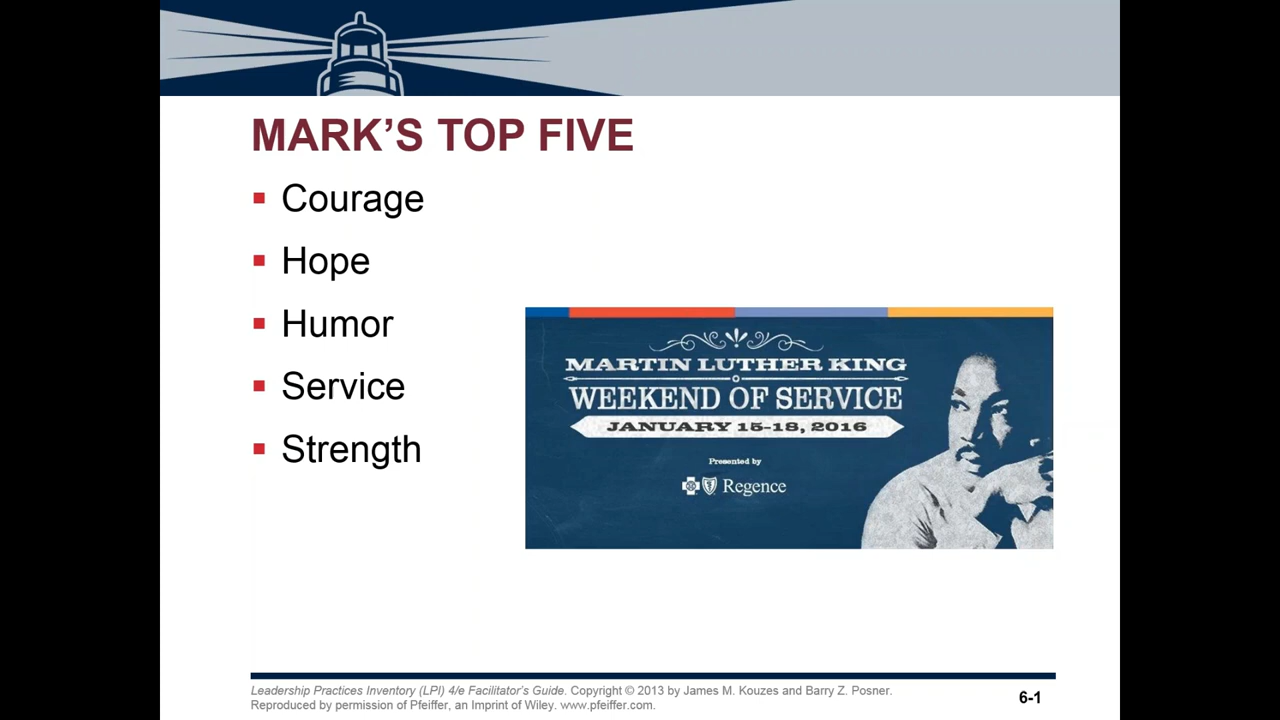 MARK’S TOP FIVE
Courage
Hope
Humor
Service
Strength
MARTIN LUTHER KING
WEEKEND OF SERVICE
JANUARY 15-18, 2016
Presented by
Regence
Leadership Practices Inventory (LPI) 4/e Facilitator’s Guide. Copyright © 2013 by James M. Kouzes and Barry Z. Posner.
Reproduced by permission of Pfeiffer, an Imprint of Wiley. www.pfeiffer.com.
6-1